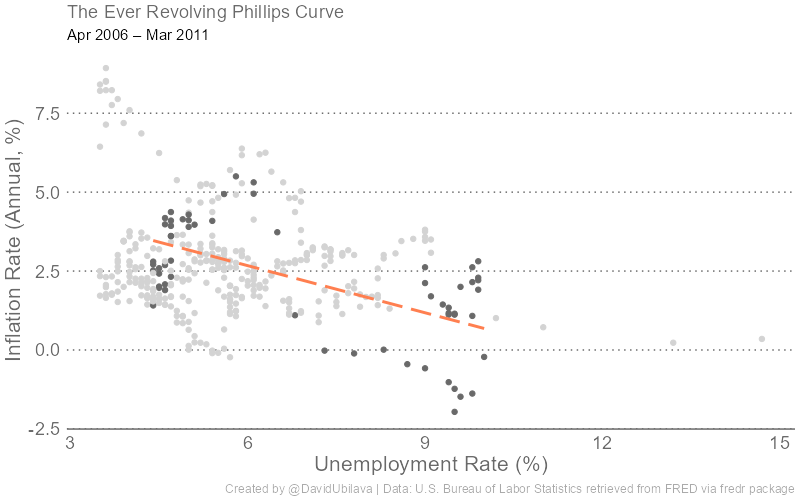 The Ever Revolving Phillips Curve
Apr 2006 – Mar 2011
Inflation Rate (Annual, %)
7.5
5.0
2.5
0.0
-2.5
3 6 9 12 15
Unemployment Rate (%)
Created by @DavidUbilava | Data: U.S. Bureau of Labor Statistics retrieved from FRED via fredr package